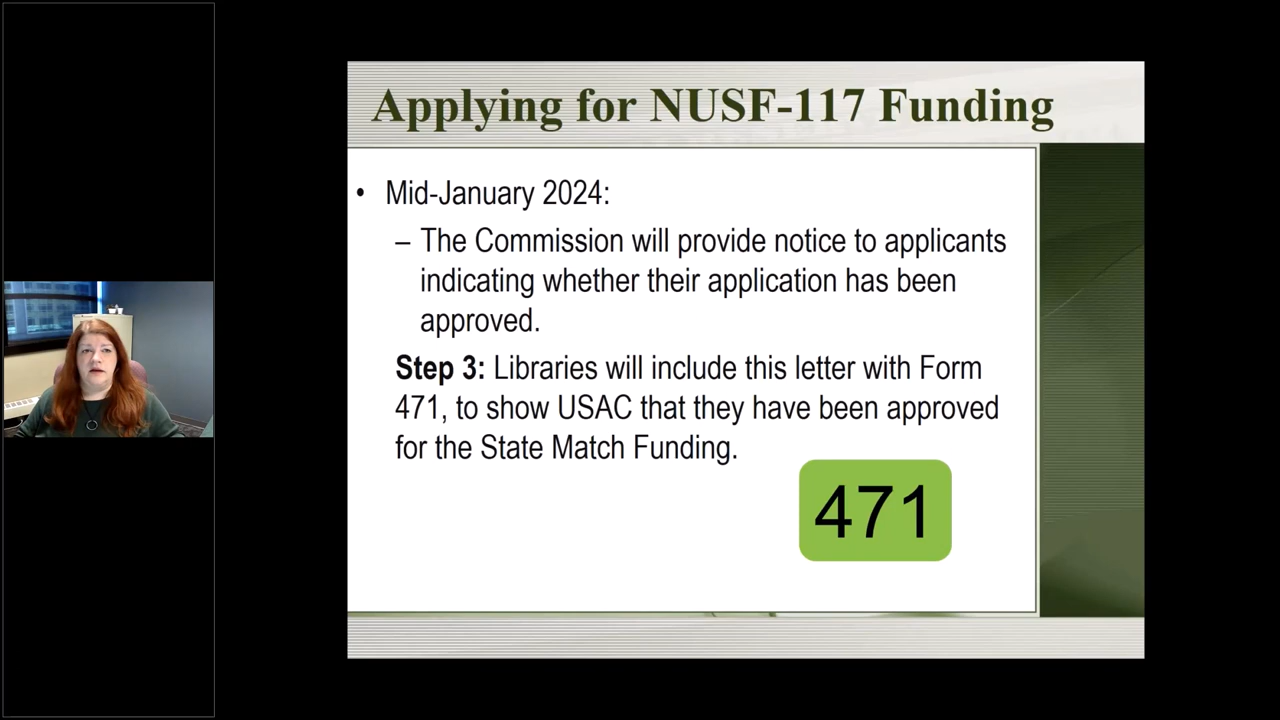 Applying for NUSF-117 Funding
• Mid-January 2024:
– The Commission will provide notice to applicants
indicating whether their application has been
approved.
Step 3: Libraries will include this letter with Form
471, to show USAC that they have been approved
for the State Match Funding.
471